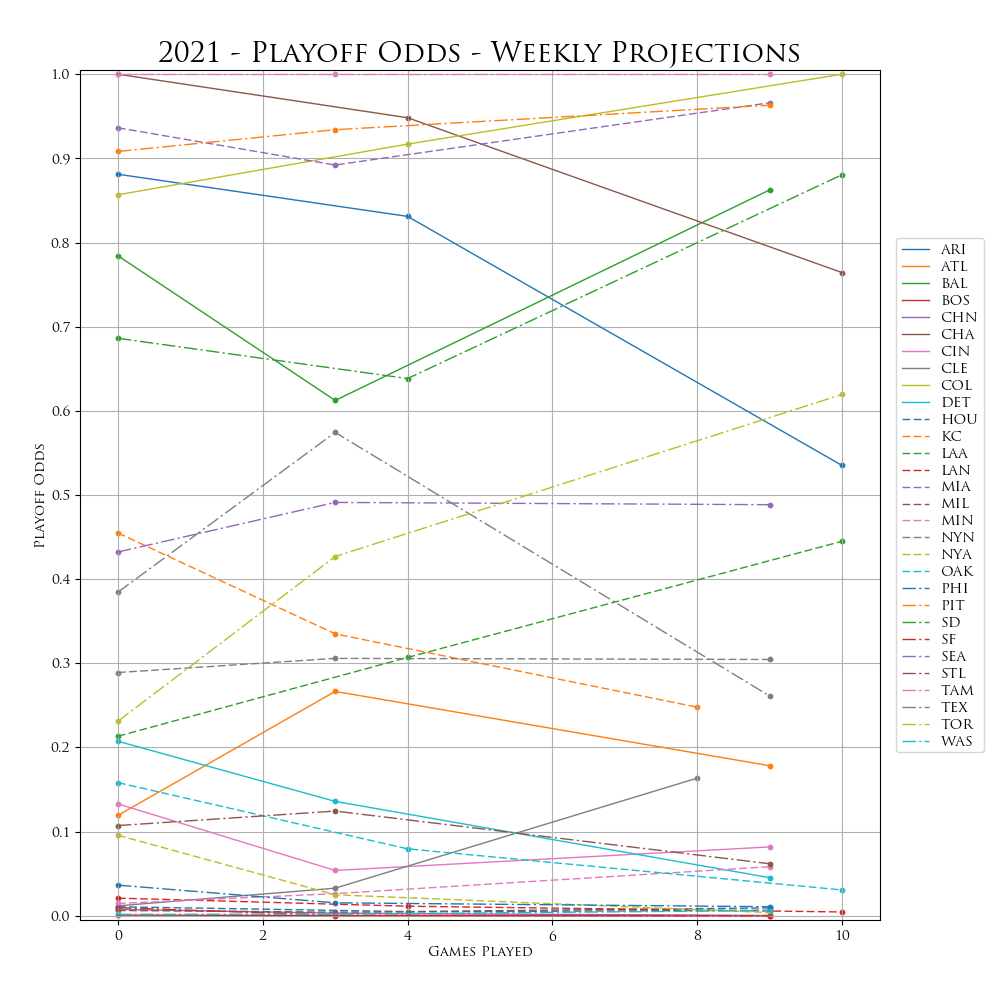 2021 - Playoff Odds - Weekly Projections
1.0
0.9
0.8
0.7
0.6
0.5
0.4
0.3
0.2
0.1
0.0
Playoff Odds
0 2 4 6 8 10
Games Played
ARI
ATL
BAL
BOS
CHN
CHA
CIN
CLE
COL
DET
HOU
KC
LAA
LAN
MIA
MIL
MIN
NYN
NYA
OAK
PHI
PIT
SD
SF
SEA
STL
TAM
TEX
TOR
WAS